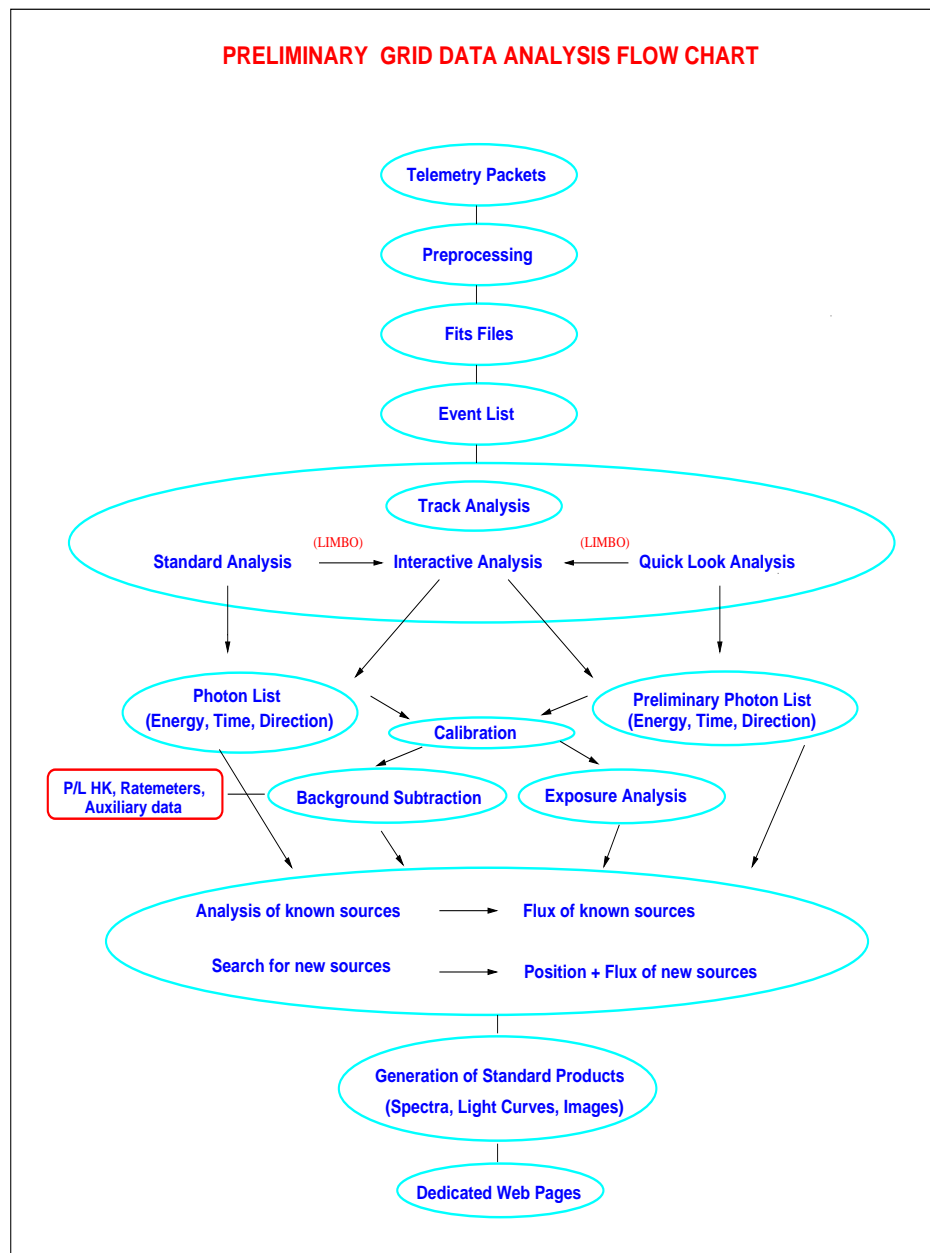 PRELIMINARY GRID DATA ANALYSIS FLOW CHART
Telemetry Packets
Preprocessing
Fits Files
Event List
Track Analysis
(LIMBO)
(LIMBO)
Standard Analysis
Interactive Analysis
Quick Look Analysis
Photon List
(Energy, Time, Direction)
Preliminary Photon List
(Energy, Time, Direction)
Calibration
P/L HK, Ratemeters,
Auxiliary data
Background Subtraction
Exposure Analysis
Analysis of known sources
Flux of known sources
Search for new sources
Position + Flux of new sources
Generation of Standard Products
(Spectra, Light Curves, Images)
Dedicated Web Pages